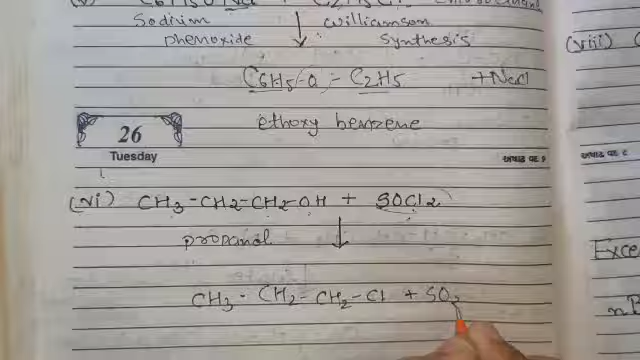 Sodium Williamson
phenoxide Synthesis
(viii)
C6H5-O-C2H5 + NaCl
ethoxy benzene
26
Tuesday
(vi) CH3-CH2-CH2-OH + SOCl2
propanal
CH3-CH2-CH2-Cl + SO2
Exce